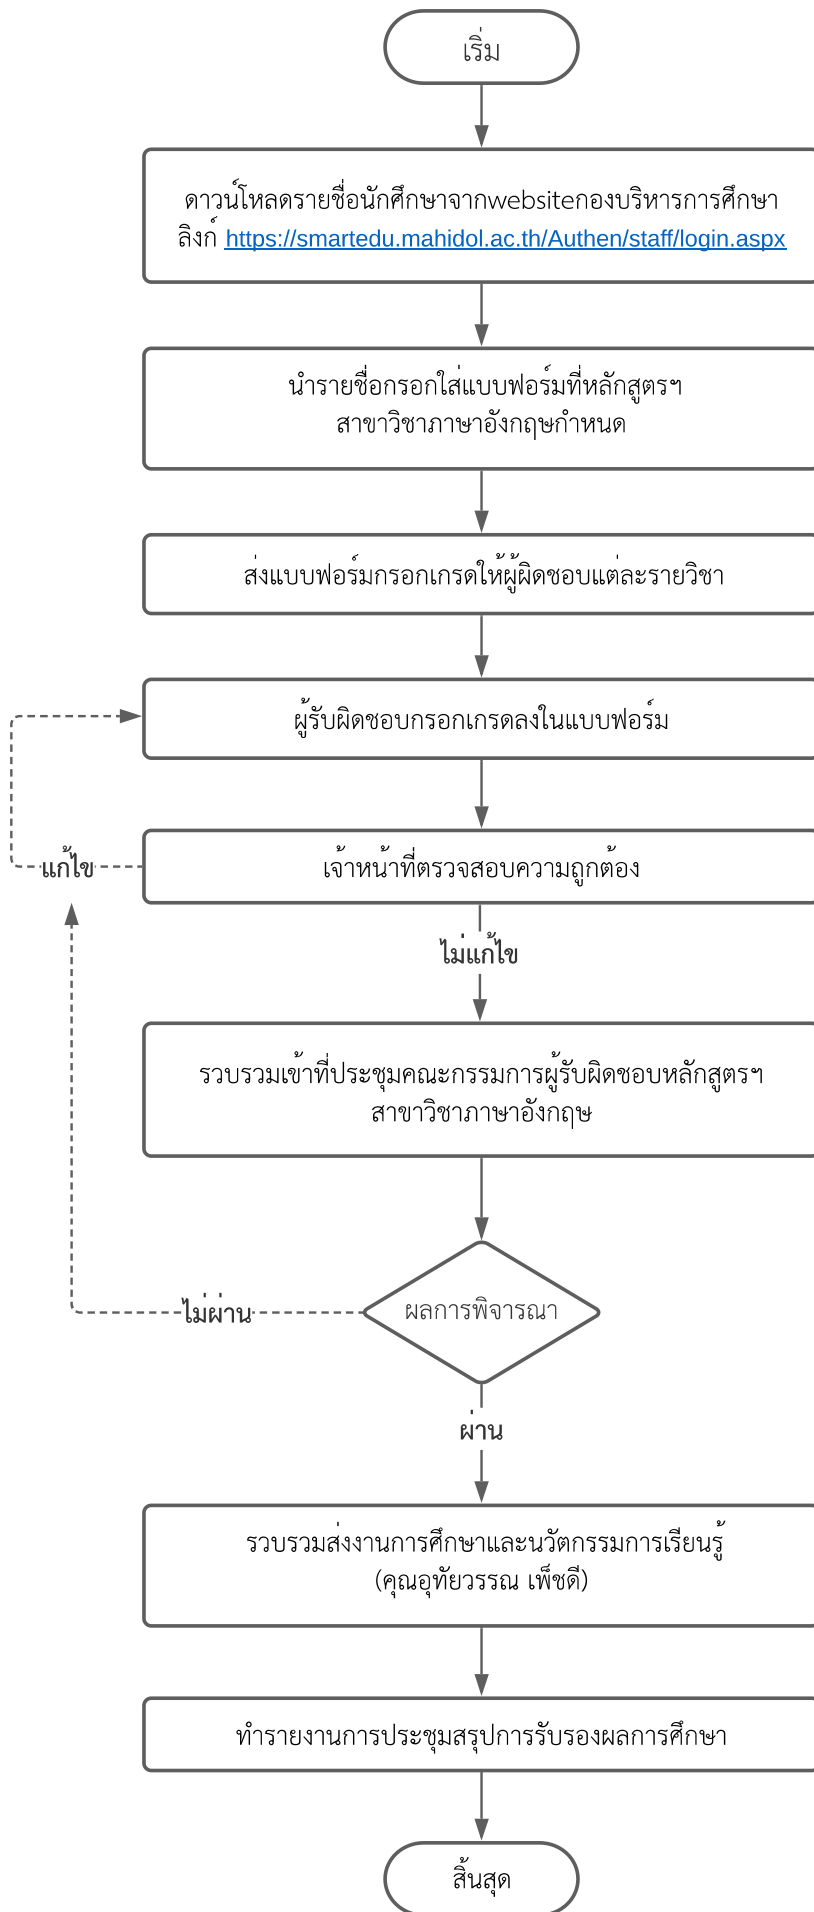 เริ่ม
ดาวน์โหลดรายชื่อนักศึกษาจากwebsiteกองบริหารการศึกษา
ลิงก์ https://smartedu.mahidol.ac.th/Authen/staff/login.aspx
นำรายชื่อกรอกใส่แบบฟอร์มที่หลักสูตรฯ
สาขาวิชาภาษาอังกฤษกำหนด
ส่งแบบฟอร์มกรอกเกรดให้ผู้ผิดชอบแต่ละรายวิชา
ผู้รับผิดชอบกรอกเกรดลงในแบบฟอร์ม
แก้ไข
เจ้าหน้าที่ตรวจสอบความถูกต้อง
ไม่แก้ไข
รวบรวมเข้าที่ประชุมคณะกรรมการผู้รับผิดชอบหลักสูตรฯ
สาขาวิชาภาษาอังกฤษ
ไม่ผ่าน
ผลการพิจารณา
ผ่าน
รวบรวมส่งงานการศึกษาและนวัตกรรมการเรียนรู้
(คุณอุทัยวรรณ เพ็ชดี)
ทำรายงานการประชุมสรุปการรับรองผลการศึกษา
สิ้นสุด